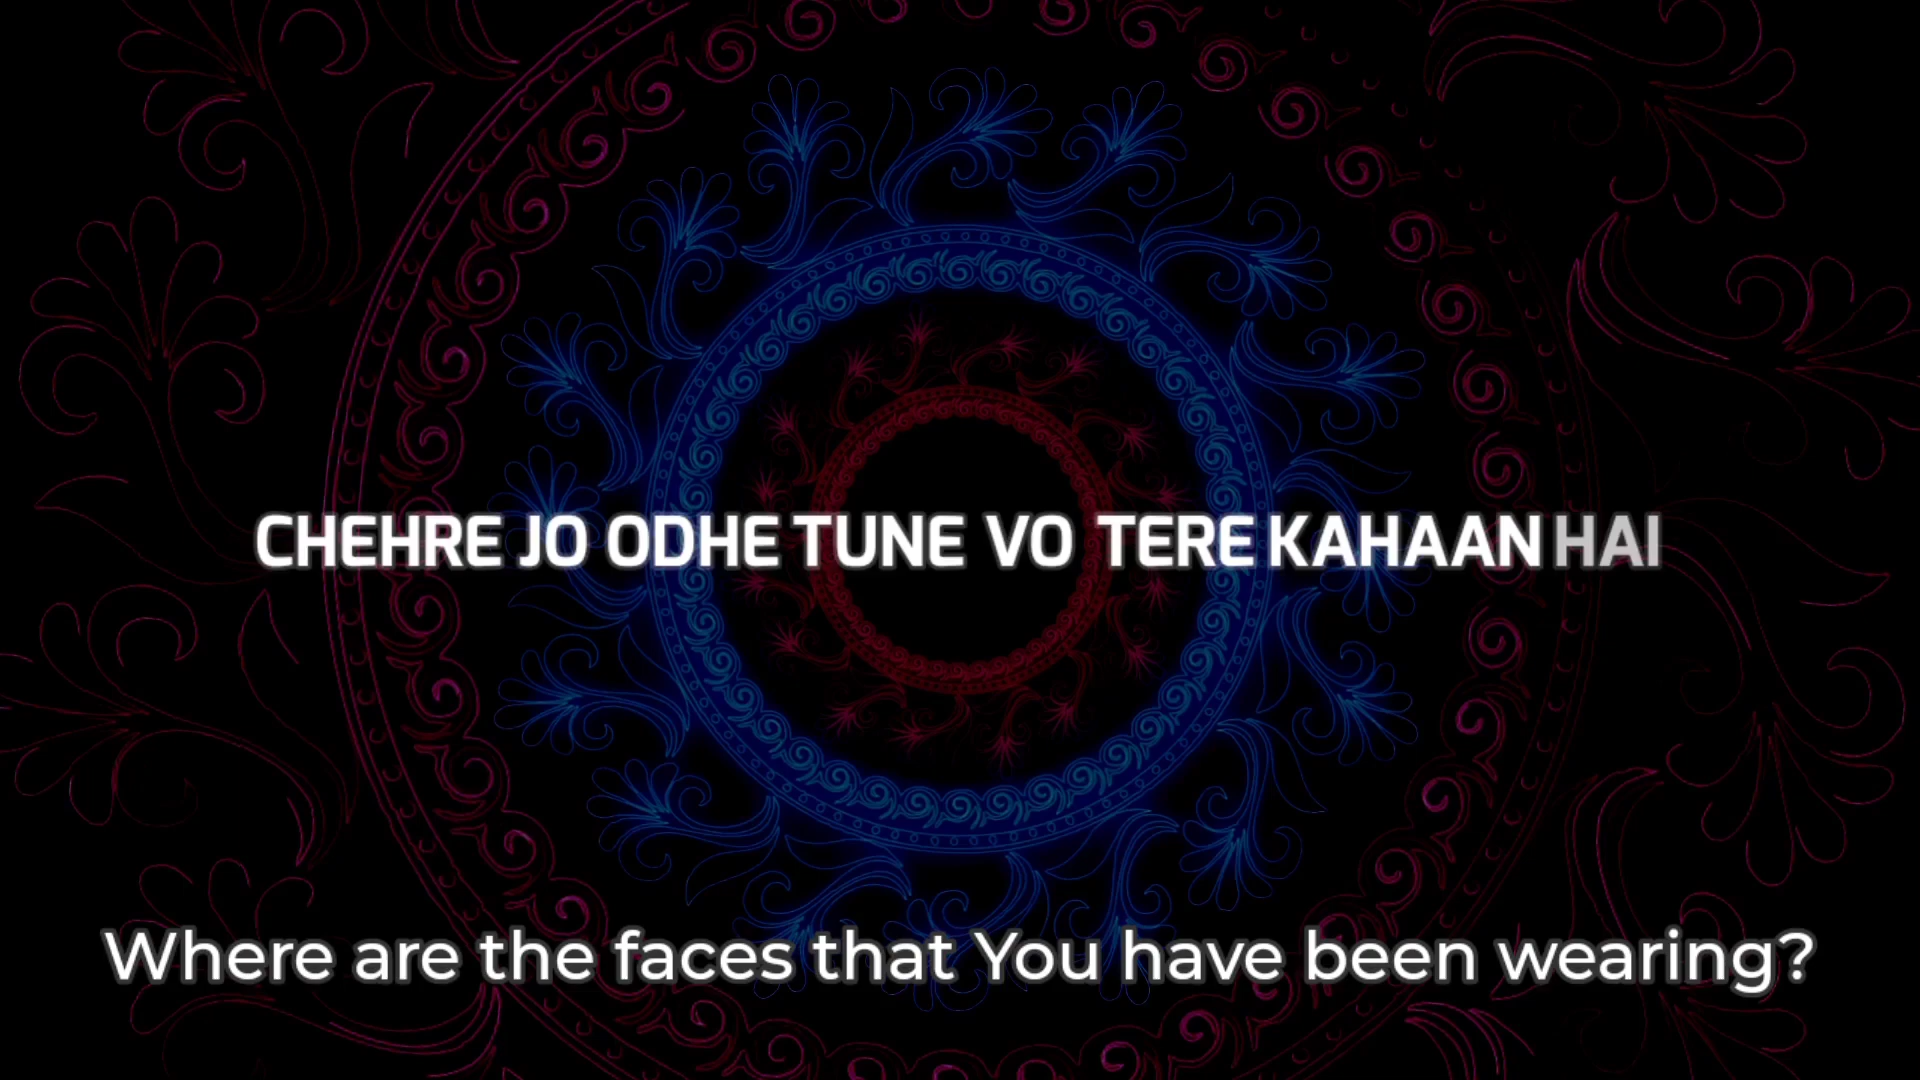 CHEHRE JO ODHE TUNE VO TERE KAHAAN HAI
Where are the faces that You have been wearing?